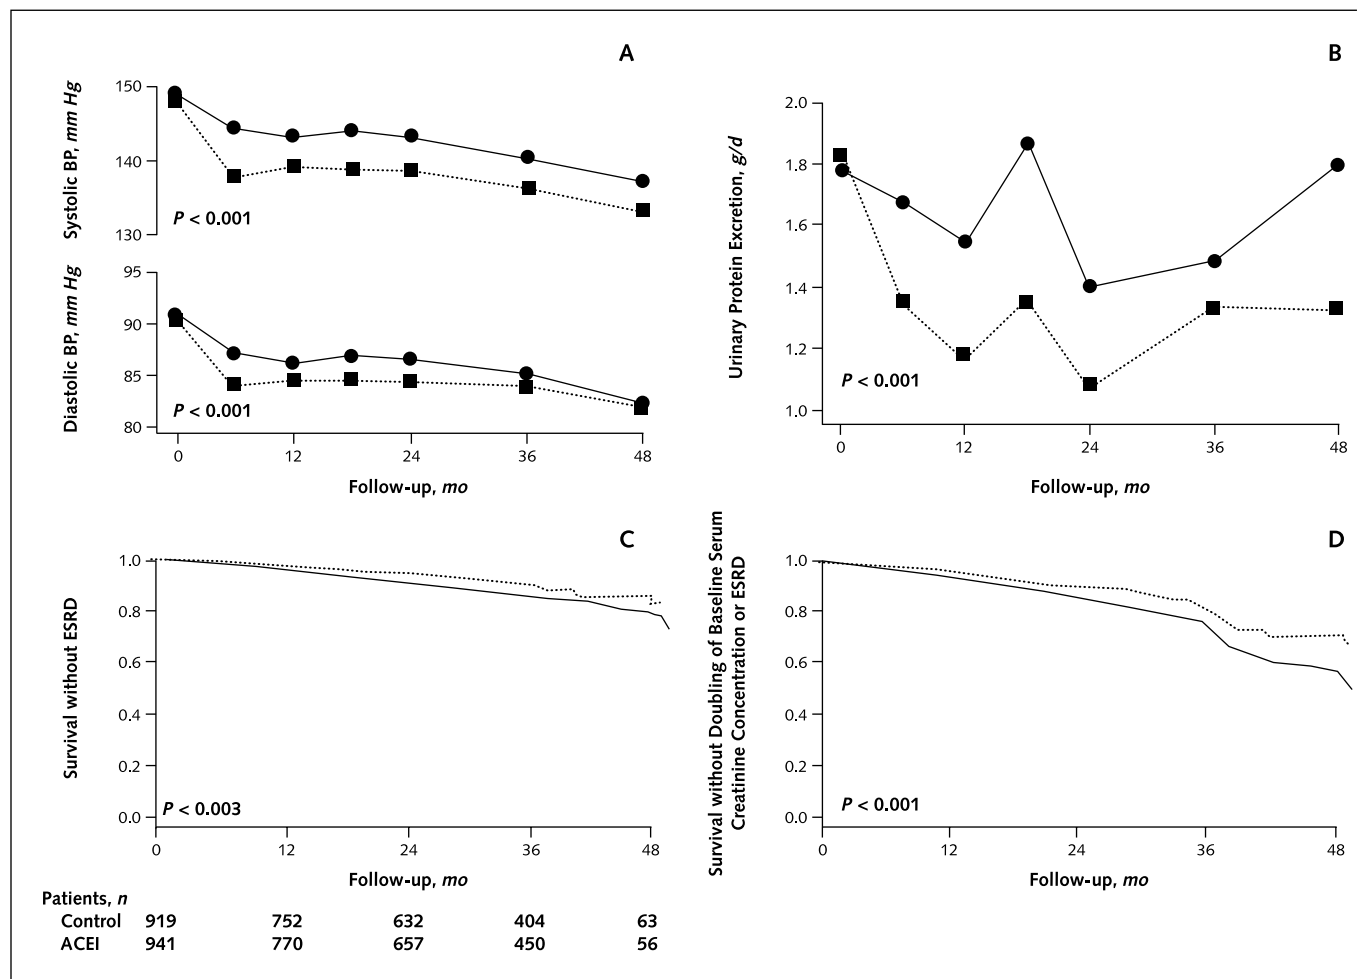 A
Systolic BP, mm Hg
150
140
130
P < 0.001
Diastolic BP, mm Hg
95
90
85
80
P < 0.001
0 12 24 36 48
Follow-up, mo
B
Urinary Protein Excretion, g/d
2.0
1.8
1.6
1.4
1.2
1.0
P < 0.001
0 12 24 36 48
Follow-up, mo
C
Survival without ESRD
1.0
0.8
0.6
0.4
0.2
0.0
P < 0.003
0 12 24 36 48
Follow-up, mo
D
Survival without Doubling of Baseline Serum
Creatinine Concentration or ESRD
1.0
0.8
0.6
0.4
0.2
0.0
P < 0.001
0 12 24 36 48
Follow-up, mo
Patients, n
Control 919 752 632 404 63
ACEI 941 770 657 450 56